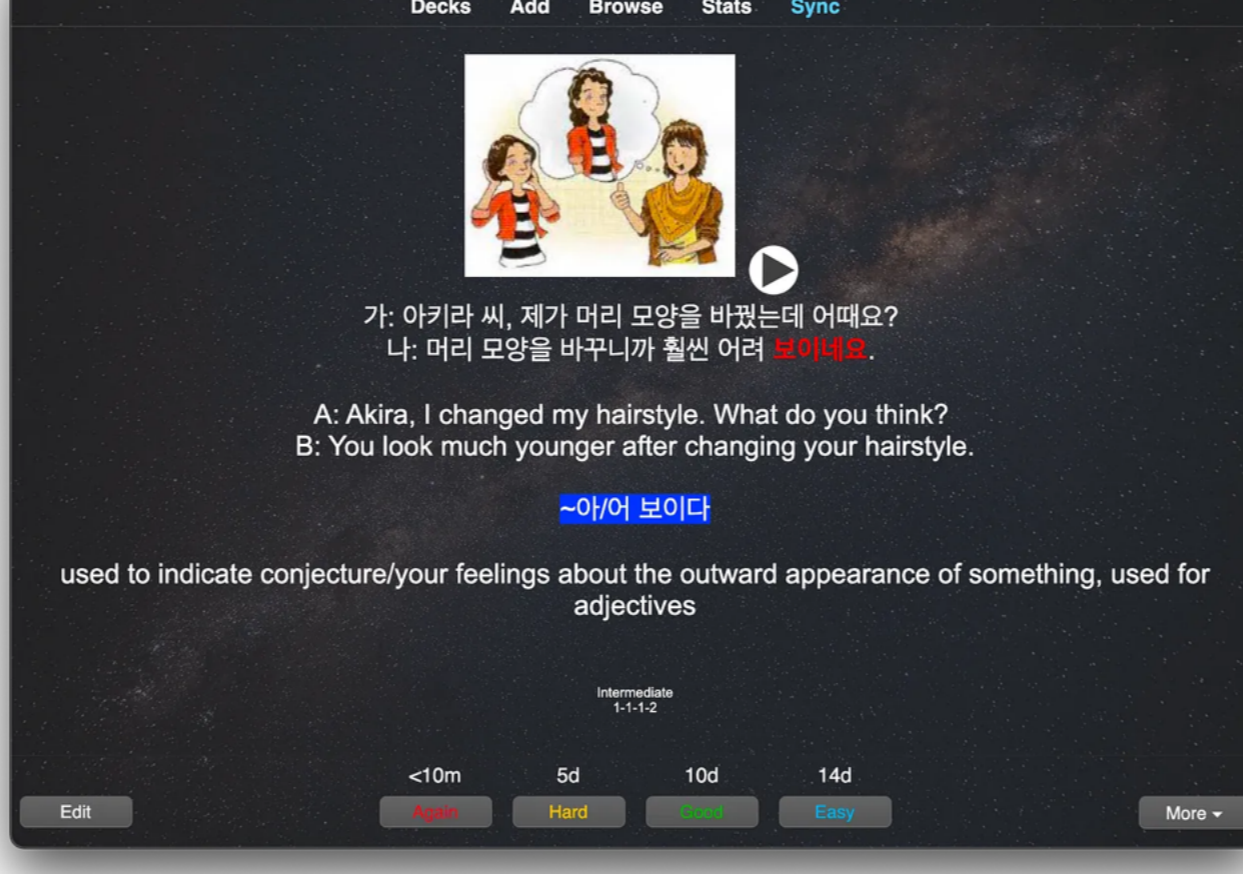 Decks Add Browse Stats Sync
가: 아키라 씨, 제가 머리 모양을 바꿨는데 어때요?
나: 머리 모양을 바꾸니까 훨씬 어려 보이네요.
A: Akira, I changed my hairstyle. What do you think?
B: You look much younger after changing your hairstyle.
~아/어 보이다
used to indicate conjecture/your feelings about the outward appearance of something, used for
adjectives
Intermediate
1-1-1-2
<10m 5d 10d 14d
Edit Again Hard Good Easy More